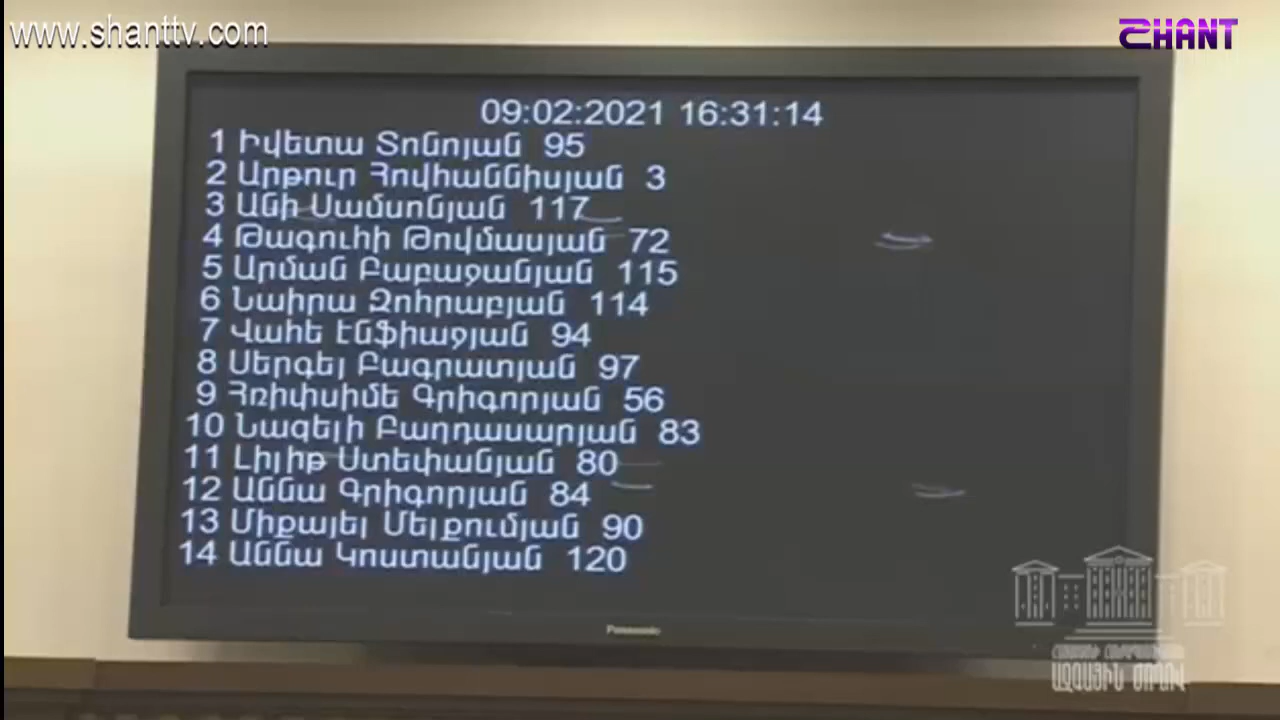 www.shanttv.com
SHANT
09:02:2021 16:31:14
1 Իվետա Տոնոյան 95
2 Արթուր Հովհաննիսյան 3
3 Անի Սամսոնյան 117
4 Թագուհի Թովմասյան 72
5 Արման Բաբաջանյան 115
6 Նաիրա Զոհրաբյան 114
7 Վահե Էնֆիաջյան 94
8 Սերգեյ Բագրատյան 97
9 Հռիփսիմե Գրիգորյան 56
10 Նազելի Բաղդասարյան 83
11 Լիլիթ Ստեփանյան 80
12 Աննա Գրիգորյան 84
13 Միքայել Մելքումյան 90
14 Աննա Կոստանյան 120
Panasonic
ԱԶԳԱՅԻՆ ԺՈՂՈՎ